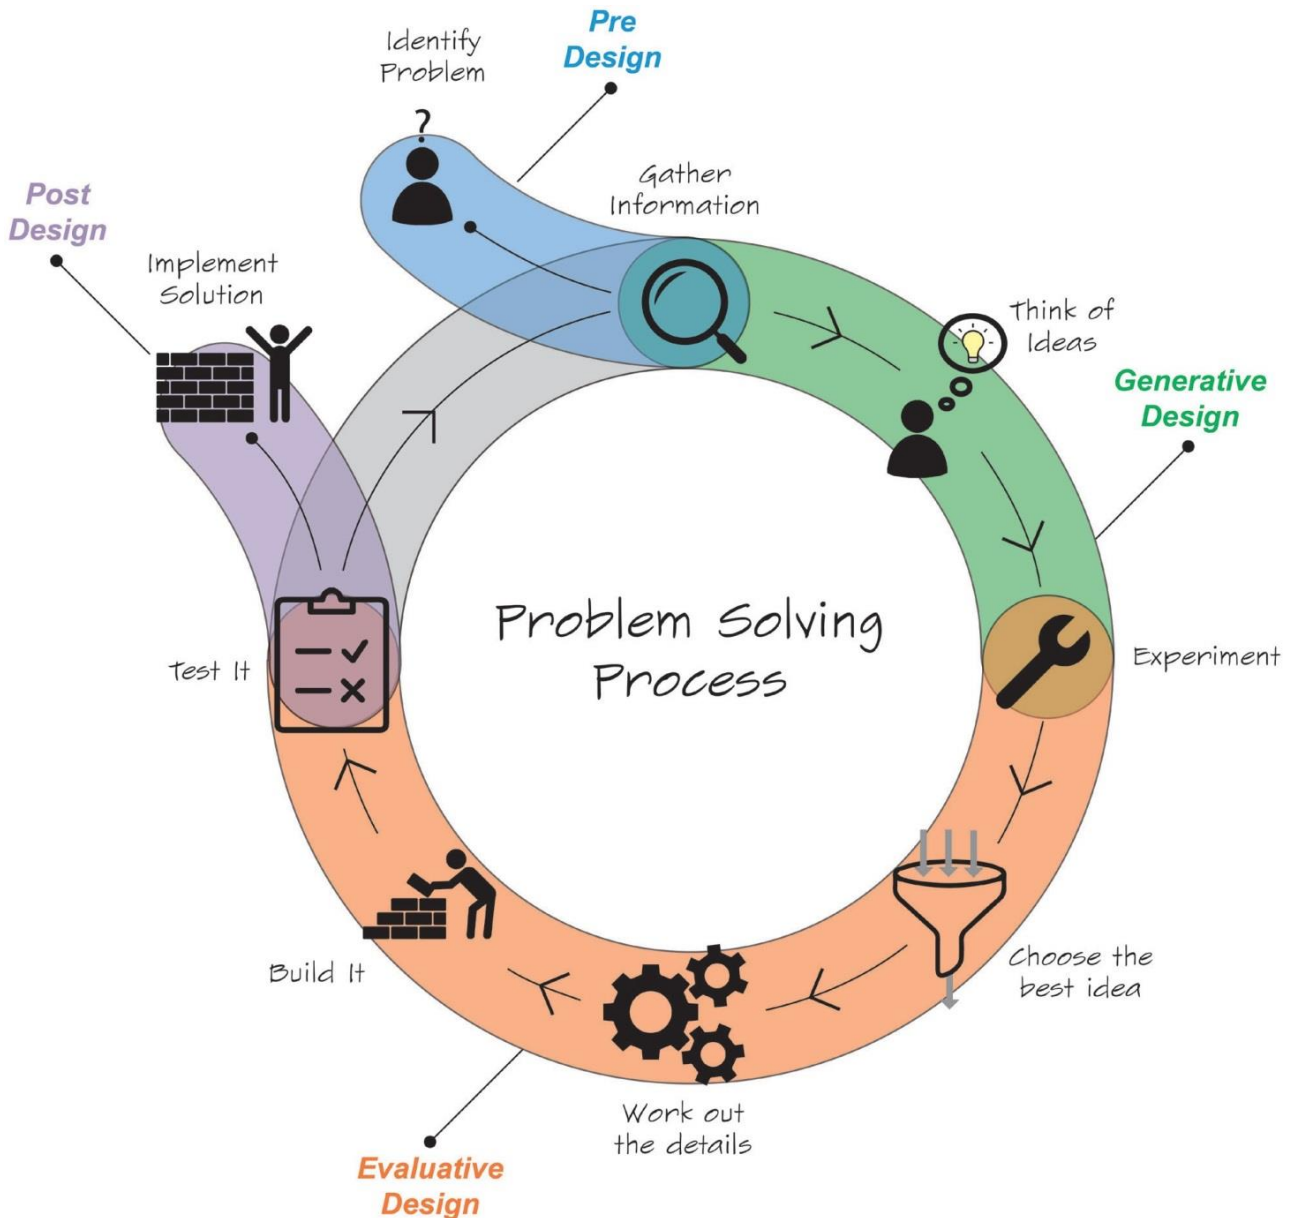 Pre
Design
Identify
Problem
Gather
Information
Post
Design
Implement
Solution
Think of
Ideas
Generative
Design
Problem Solving
Process
Test It
Experiment
Build It
Choose the
best idea
Work out
the details
Evaluative
Design
?